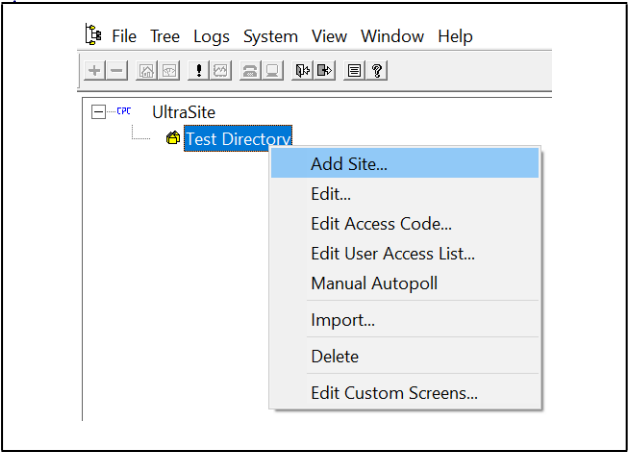 File Tree Logs System View Window Help
CPC UltraSite
Test Directory
Add Site...
Edit...
Edit Access Code...
Edit User Access List...
Manual Autopoll
Import...
Delete
Edit Custom Screens...